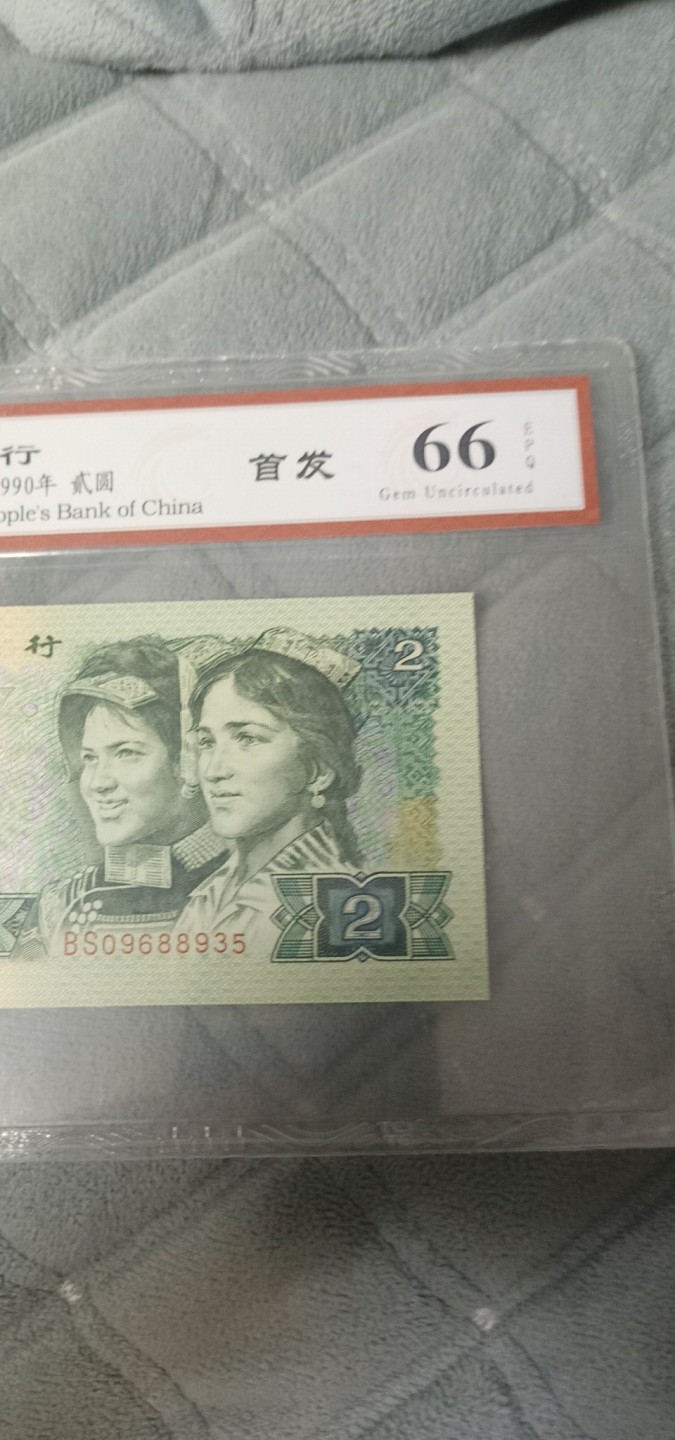 行
990年 贰圆
ople's Bank of China
首发
66
EPQ
Gem Uncirculated
行
2
2
BS09688935